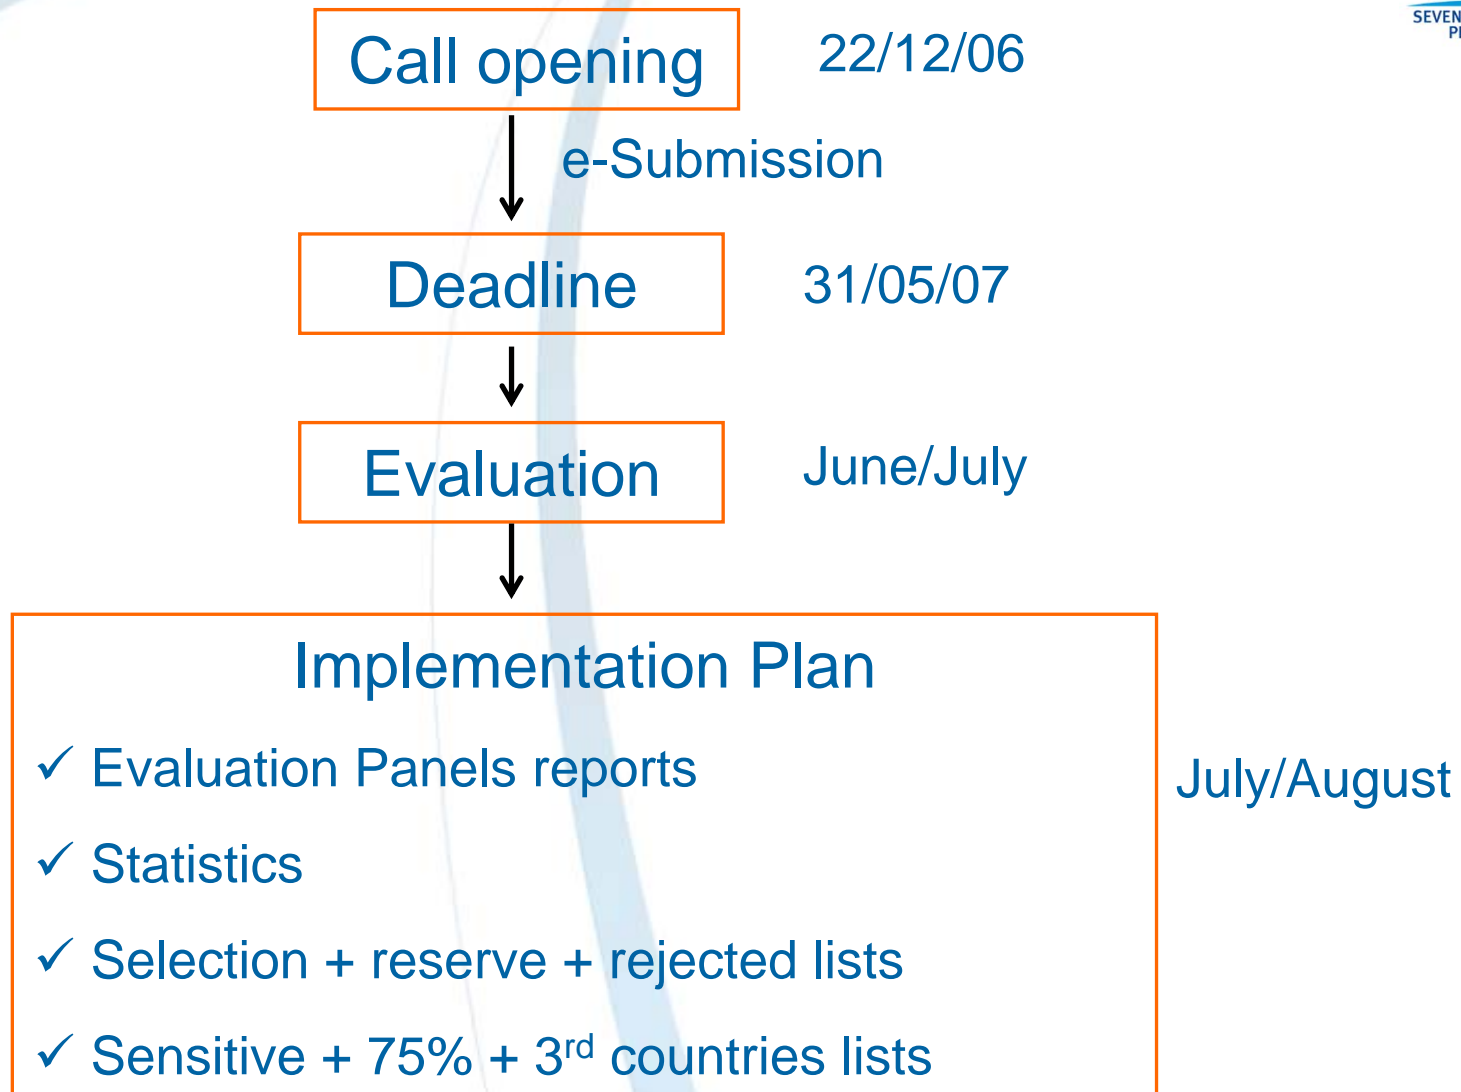 SEVEN
Call opening
22/12/06
e-Submission
Deadline
31/05/07
Evaluation
June/July
Implementation Plan
✓ Evaluation Panels reports
July/August
✓ Statistics
✓ Selection + reserve + rejected lists
✓ Sensitive + 75% + 3rd countries lists